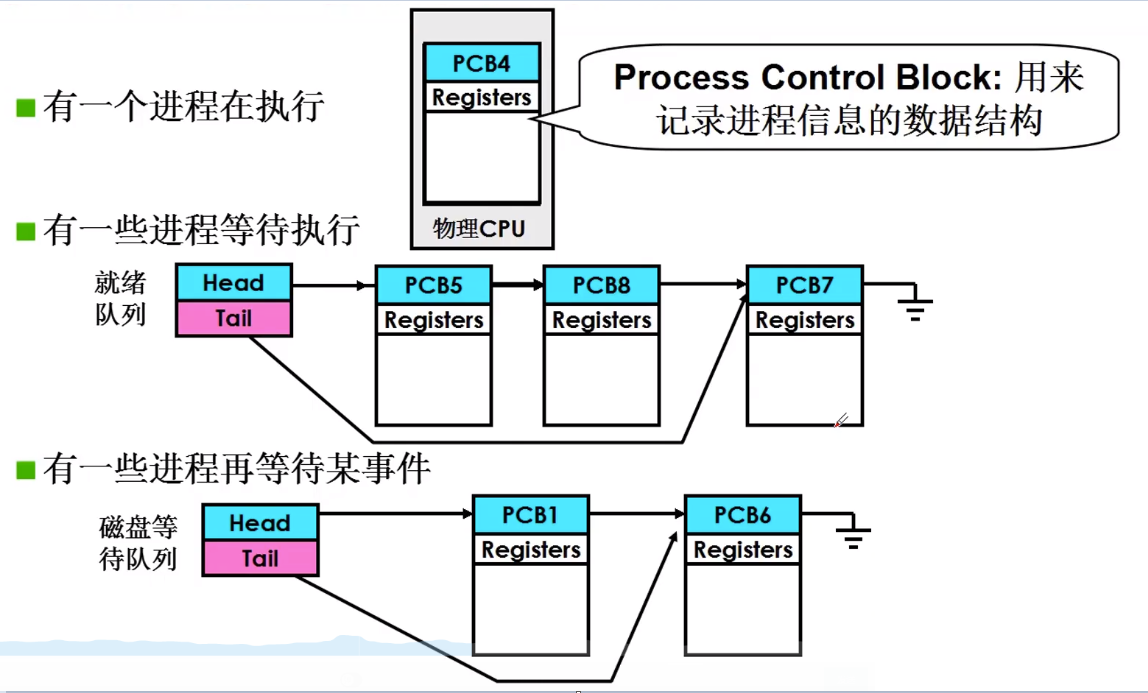 PCB4
Registers
物理CPU
Process Control Block: 用来
记录进程信息的数据结构
有一个进程在执行
有一些进程等待执行
就绪
队列
Head
Tail
PCB5
Registers
PCB8
Registers
PCB7
Registers
有一些进程再等待某事件
磁盘等
待队列
Head
Tail
PCB1
Registers
PCB6
Registers